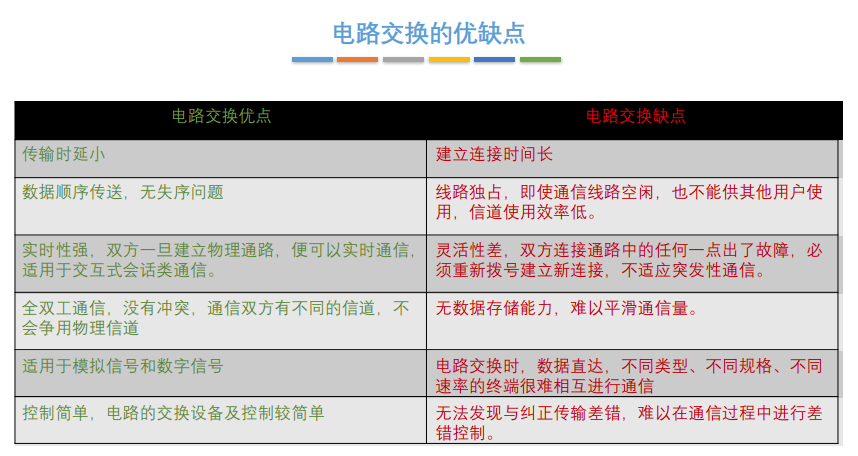 电路交换的优缺点
电路交换优点
电路交换缺点
传输时延小
建立连接时间长
数据顺序传送，无失序问题
线路独占，即使通信线路空闲，也不能供其他用户使
用，信道使用效率低。
实时性强，双方一旦建立物理通路，便可以实时通信，
适用于交互式会话类通信。
灵活性差，双方连接通路中的任何一点出了故障，必
须重新拨号建立新连接，不适应突发性通信。
全双工通信，没有冲突，通信双方有不同的信道，不
会争用物理信道
无数据存储能力，难以平滑通信量。
适用于模拟信号和数字信号
电路交换时，数据直达，不同类型、不同规格、不同
速率的终端很难相互进行通信
控制简单，电路的交换设备及控制较简单
无法发现与纠正传输差错，难以在通信过程中进行差
错控制。